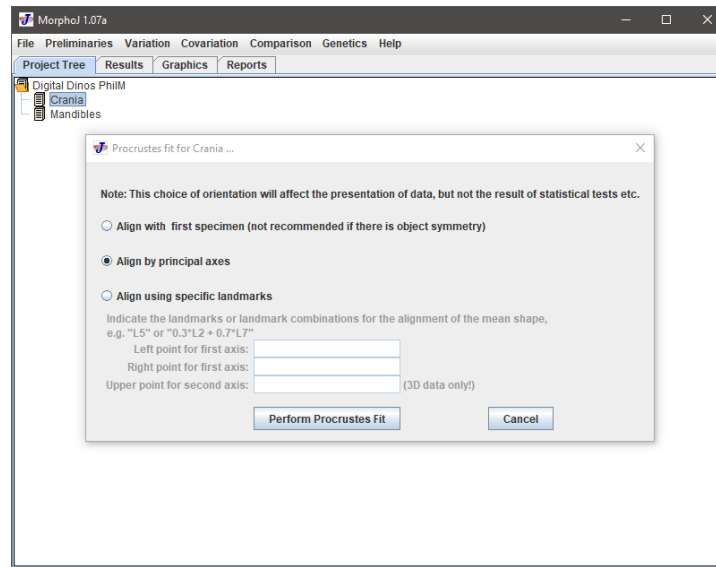 MorphoJ 1.07a
File Preliminaries Variation Covariation Comparison Genetics Help
Project Tree Results Graphics Reports
Digital Dinos PhilM
Crania
Mandibles
Procrustes fit for Crania ...
Note: This choice of orientation will affect the presentation of data, but not the result of statistical tests etc.
Align with first specimen (not recommended if there is object symmetry)
Align by principal axes
Align using specific landmarks
Indicate the landmarks or landmark combinations for the alignment of the mean shape,
e.g. "L5" or "0.3*L2 + 0.7*L7"
Left point for first axis:
Right point for first axis:
Upper point for second axis: (3D data only!)
Perform Procrustes Fit Cancel